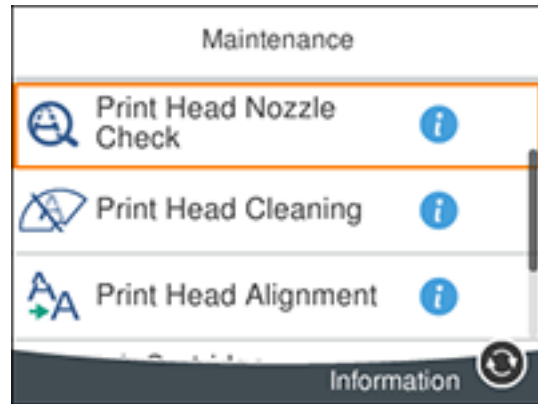 Maintenance
Print Head Nozzle
Check
Print Head Cleaning
Print Head Alignment
Information